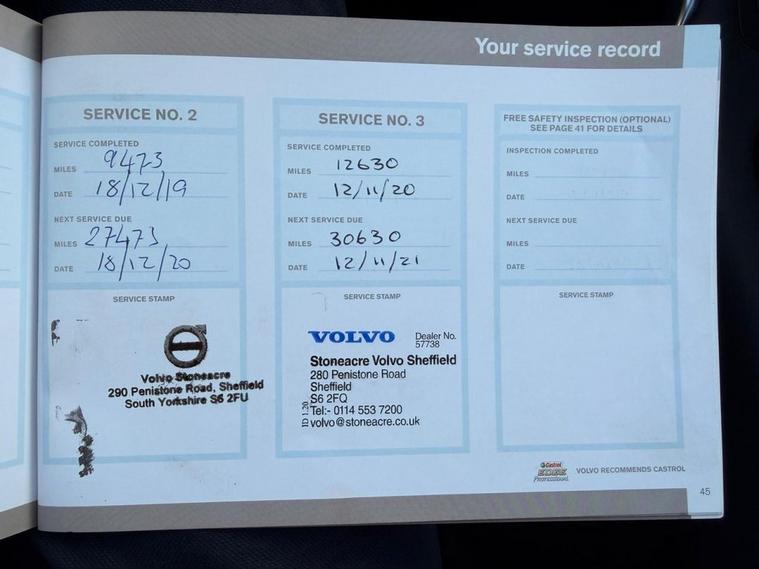 Your service record
SERVICE NO. 2
SERVICE COMPLETED
MILES 9473
DATE 18/12/19
NEXT SERVICE DUE
MILES 27473
DATE 18/12/20
SERVICE STAMP
Volvo Stoneacre
290 Penistone Road, Sheffield
South Yorkshire S6 2FU
SERVICE NO. 3
SERVICE COMPLETED
MILES 12630
DATE 12/11/20
NEXT SERVICE DUE
MILES 30630
DATE 12/11/21
SERVICE STAMP
VOLVO Dealer No.
57738
Stoneacre Volvo Sheffield
280 Penistone Road
Sheffield
S6 2FQ
Tel:- 0114 553 7200
volvo@stoneacre.co.uk
ID 1.20
FREE SAFETY INSPECTION (OPTIONAL)
SEE PAGE 41 FOR DETAILS
INSPECTION COMPLETED
MILES
DATE
NEXT SERVICE DUE
MILES
DATE
SERVICE STAMP
Castrol
EDGE
Professional
VOLVO RECOMMENDS CASTROL
45